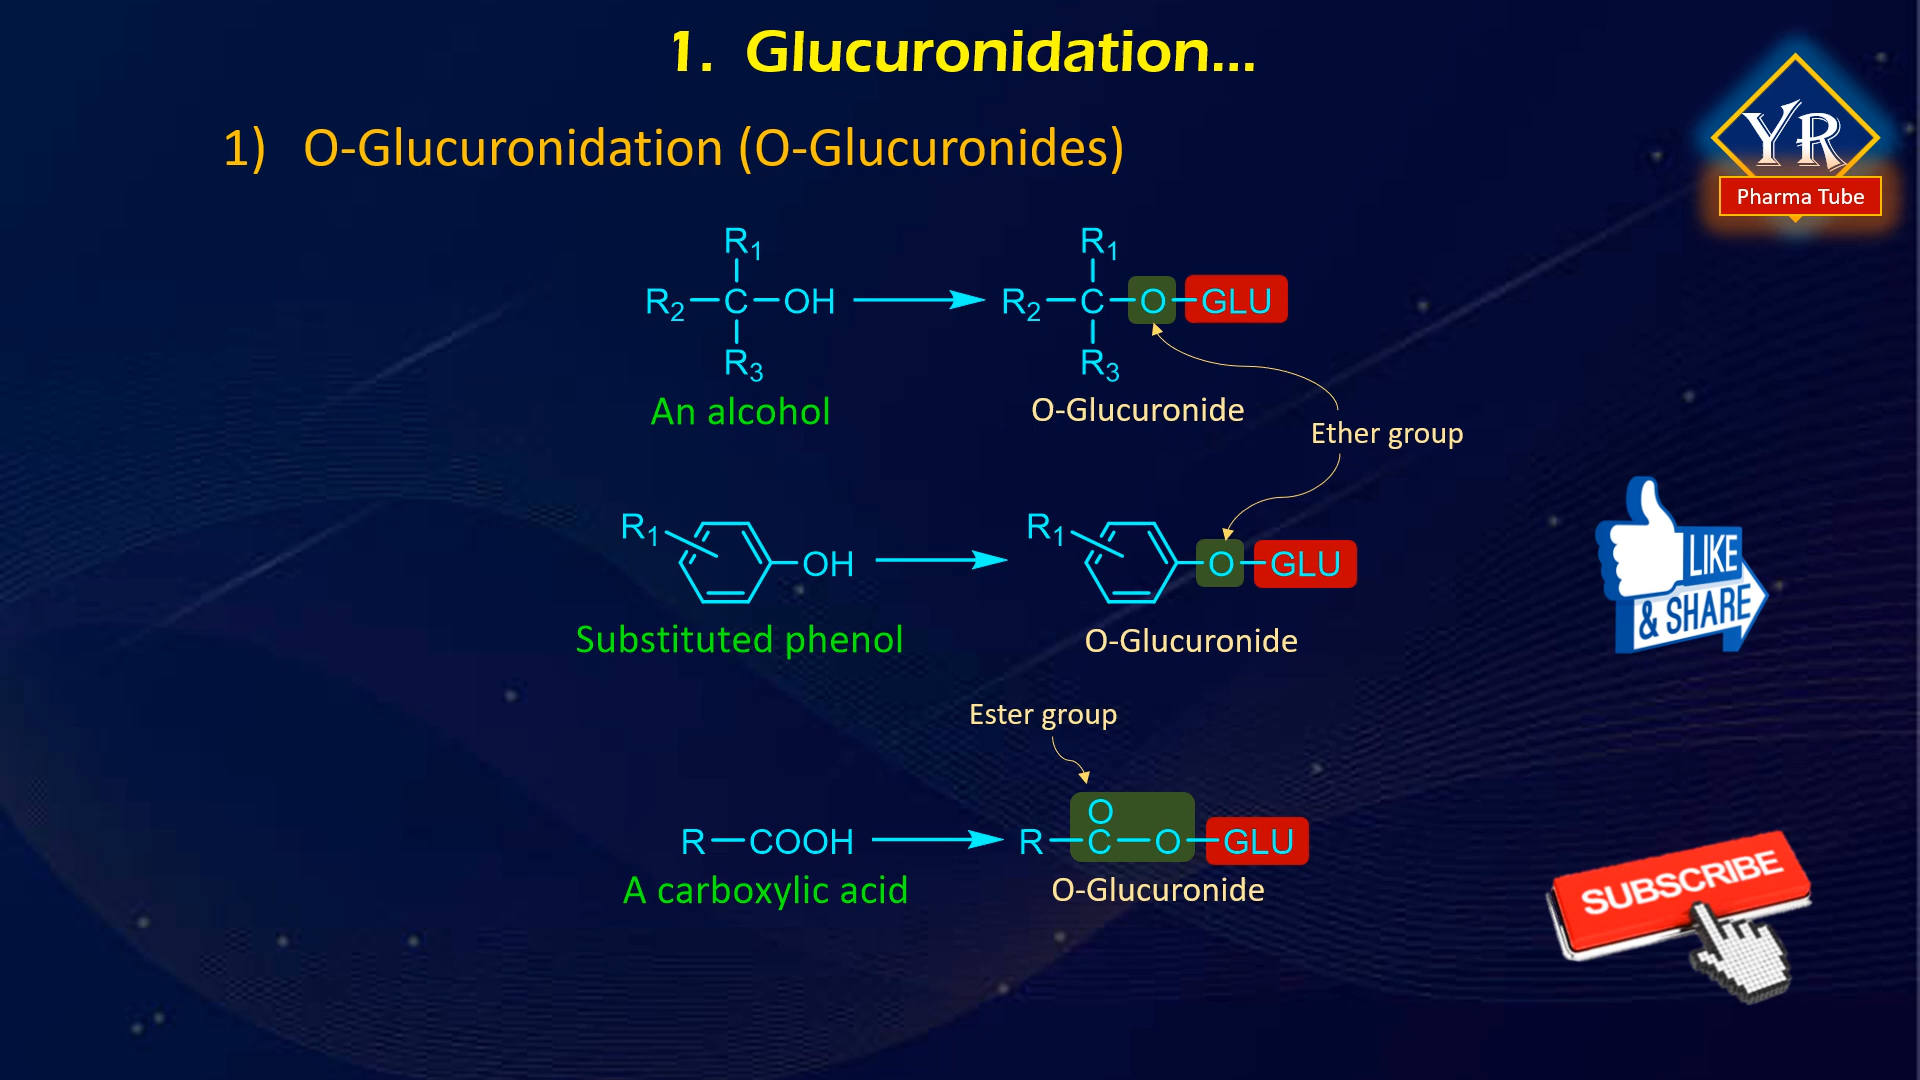 1. Glucuronidation...
YR
Pharma Tube
1) O-Glucuronidation (O-Glucuronides)
R1
R2 C OH
R3
R1
R2 C O GLU
R3
An alcohol
O-Glucuronide
Ether group
R1
OH
R1
O GLU
Substituted phenol
O-Glucuronide
LIKE
& SHARE
Ester group
R COOH
O
R C O GLU
A carboxylic acid
O-Glucuronide
SUBSCRIBE